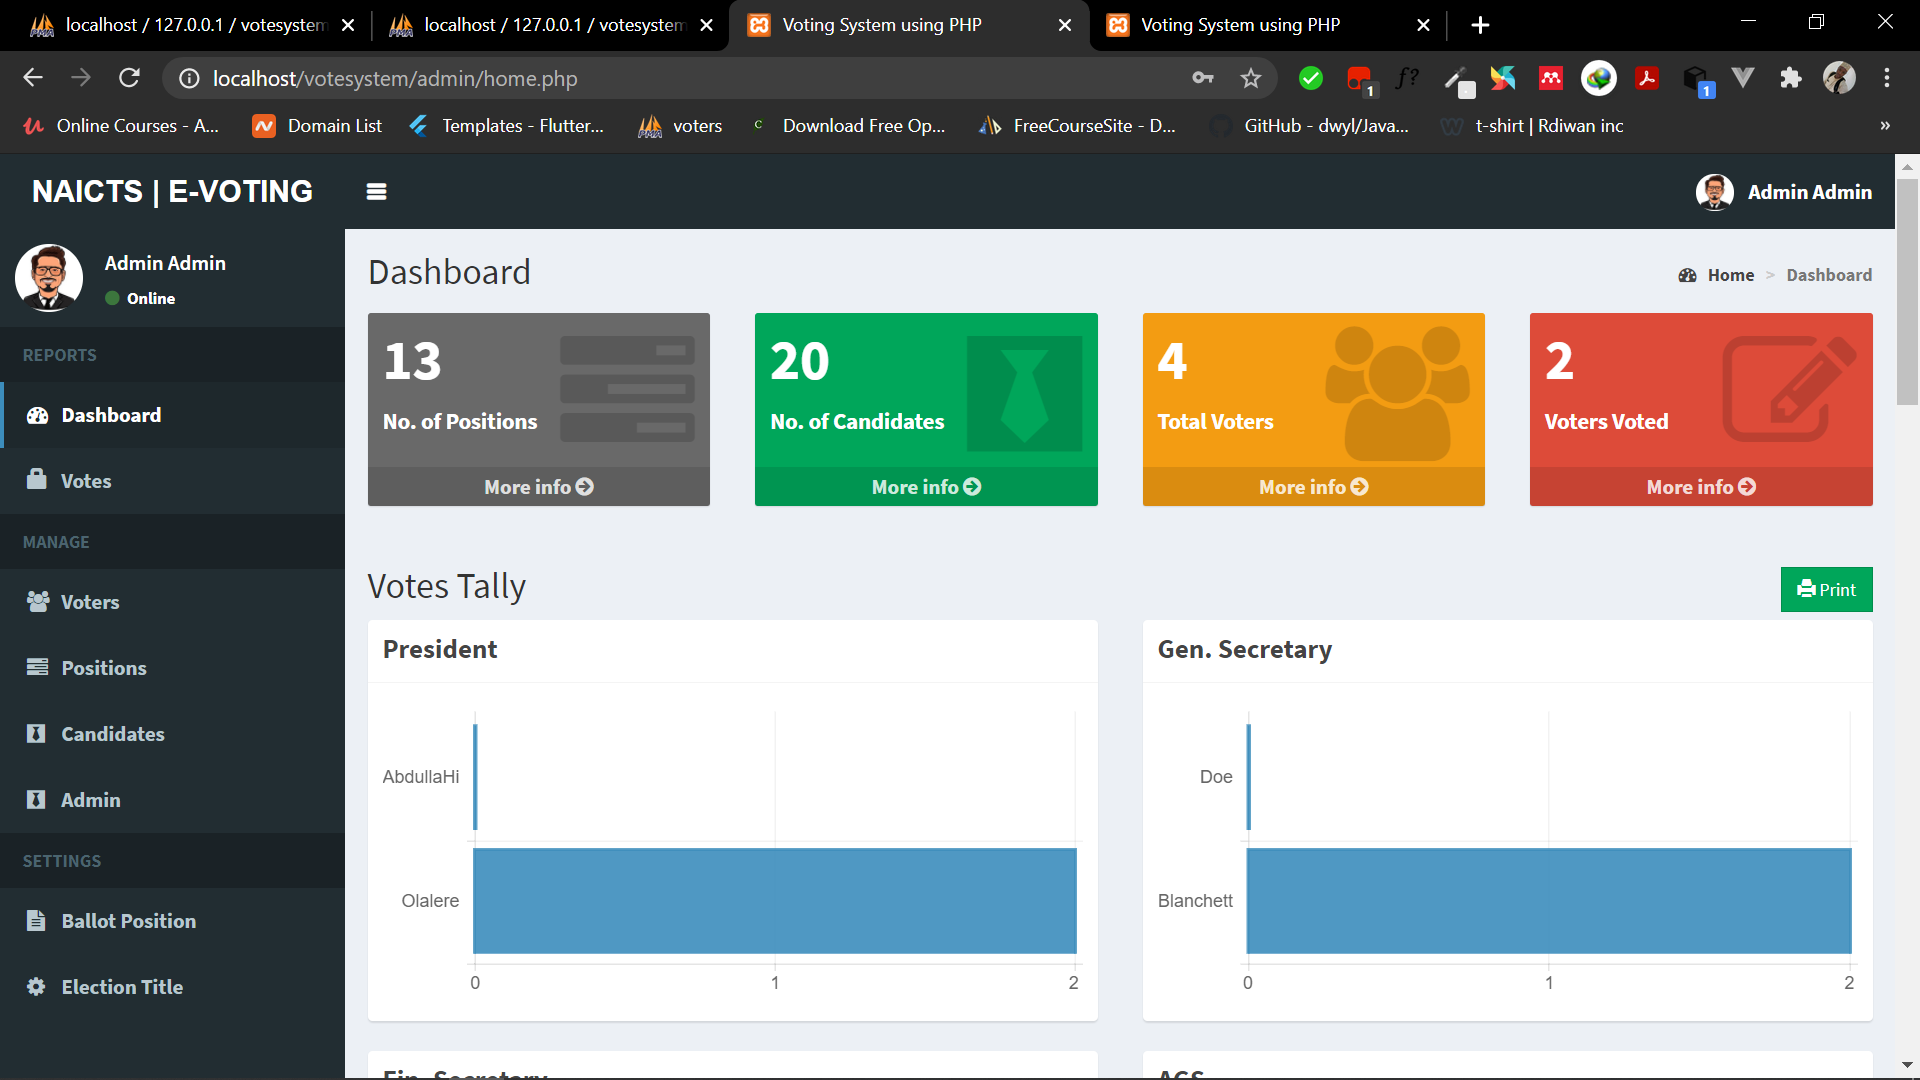 localhost / 127.0.0.1 / votesystem
localhost / 127.0.0.1 / votesystem
Voting System using PHP
Voting System using PHP
localhost/votesystem/admin/home.php
f?
1
1
Online Courses - A...
Domain List
Templates - Flutter...
voters
Download Free Op...
FreeCourseSite - D...
GitHub - dwyl/Java...
t-shirt | Rdiwan inc
»
NAICTS | E-VOTING
Admin Admin
Admin Admin
Online
REPORTS
Dashboard
Votes
MANAGE
Voters
Positions
Candidates
Admin
SETTINGS
Ballot Position
Election Title
Dashboard
Home > Dashboard
13
No. of Positions
More info
20
No. of Candidates
More info
4
Total Voters
More info
2
Voters Voted
More info
Votes Tally
Print
President
AbdullaHi
Olalere
0 1 2
Gen. Secretary
Doe
Blanchett
0 1 2
Fin. Secretary
AGS